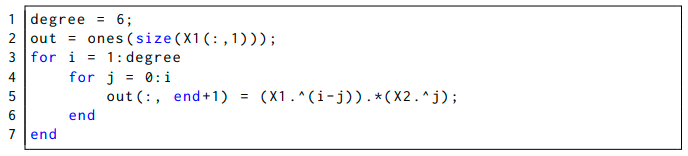 1 degree = 6;
2 out = ones(size(X1(:,1)));
3 for i = 1:degree
4     for j = 0:i
5         out(:, end+1) = (X1.^(i-j)).*(X2.^j);
6     end
7 end